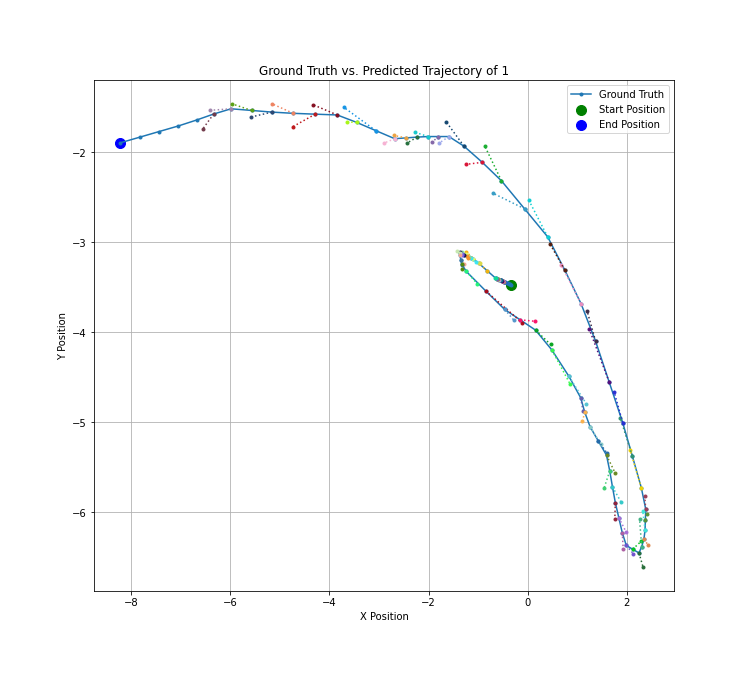 Ground Truth vs. Predicted Trajectory of 1
Ground Truth
Start Position
End Position
−2
−3
−4
−5
−6
Y Position
−8
−6
−4
−2
0
2
X Position